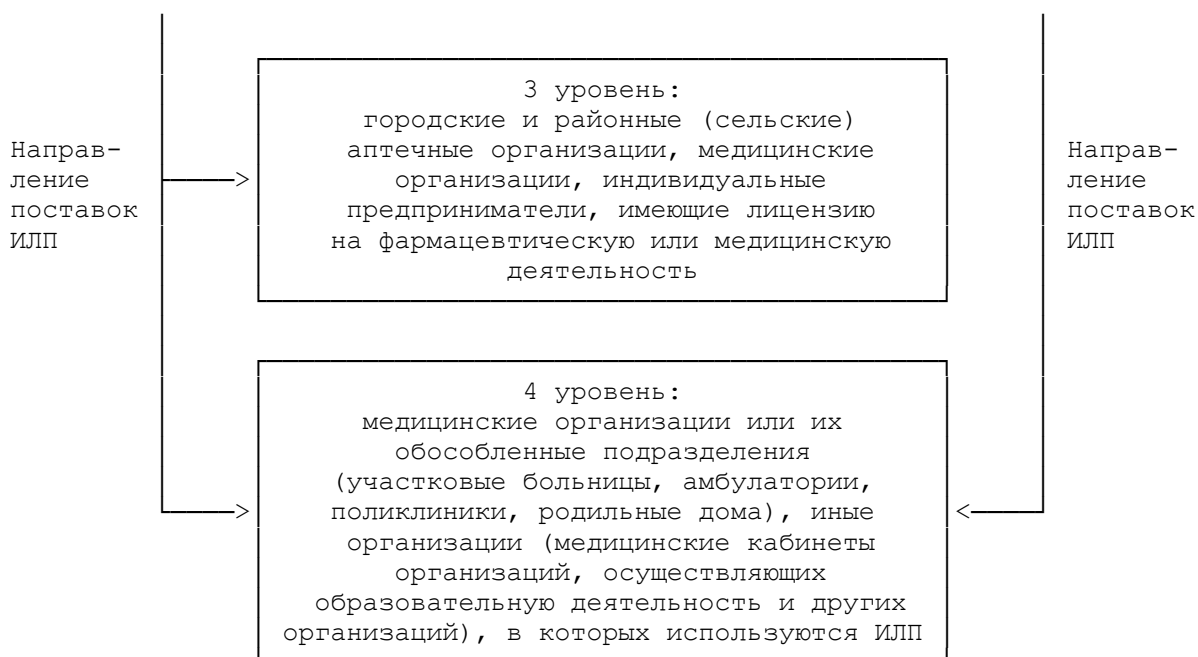 3 уровень:
городские и районные (сельские)
аптечные организации, медицинские
организации, индивидуальные
предприниматели, имеющие лицензию
на фармацевтическую или медицинскую
деятельность
Направ-
ление
поставок
ИЛП
Направ-
ление
поставок
ИЛП
4 уровень:
медицинские организации или их
обособленные подразделения
(участковые больницы, амбулатории,
поликлиники, родильные дома), иные
организации (медицинские кабинеты
организаций, осуществляющих
образовательную деятельность и других
организаций), в которых используются ИЛП